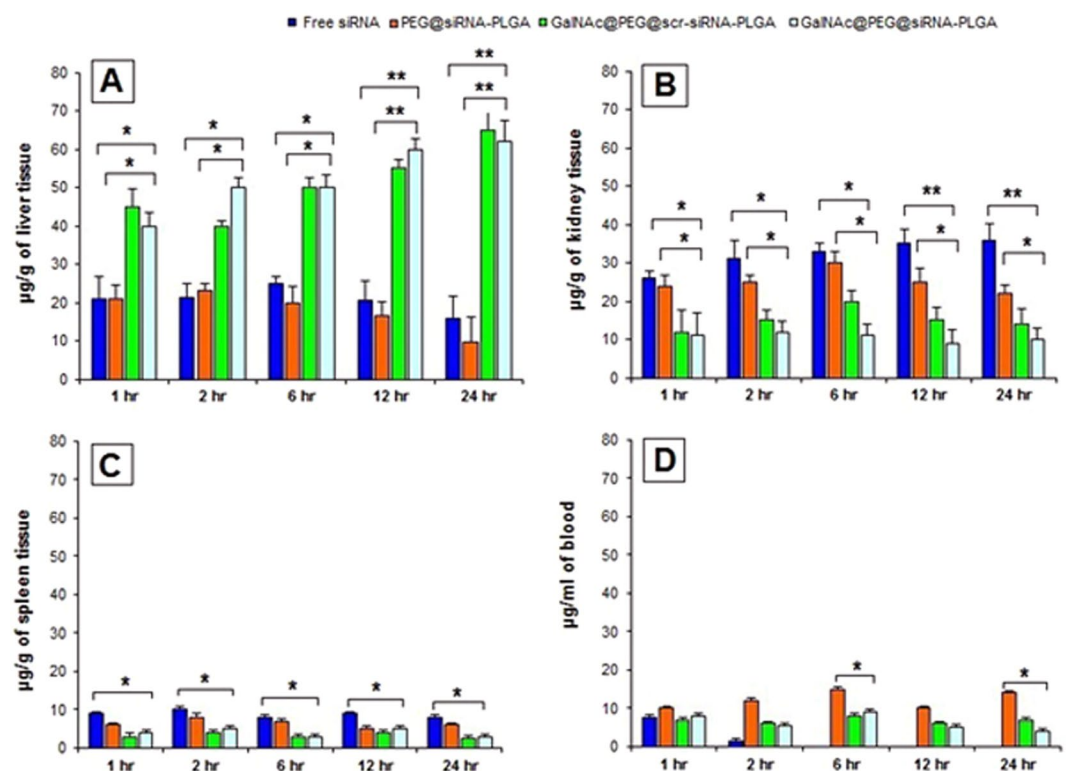 Free siRNA PEG@siRNA-PLGA GalNAc@PEG@scr-siRNA-PLGA GalNAc@PEG@siRNA-PLGA
A
µg/g of liver tissue
80
70
60
50
40
30
20
10
0
* * * * * * ** ** ** **
1 hr 2 hr 6 hr 12 hr 24 hr
B
µg/g of kidney tissue
80
70
60
50
40
30
20
10
0
* * * * * * ** * ** *
1 hr 2 hr 6 hr 12 hr 24 hr
C
µg/g of spleen tissue
80
70
60
50
40
30
20
10
0
* * * * *
1 hr 2 hr 6 hr 12 hr 24 hr
D
µg/ml of blood
80
70
60
50
40
30
20
10
0
* *
1 hr 2 hr 6 hr 12 hr 24 hr